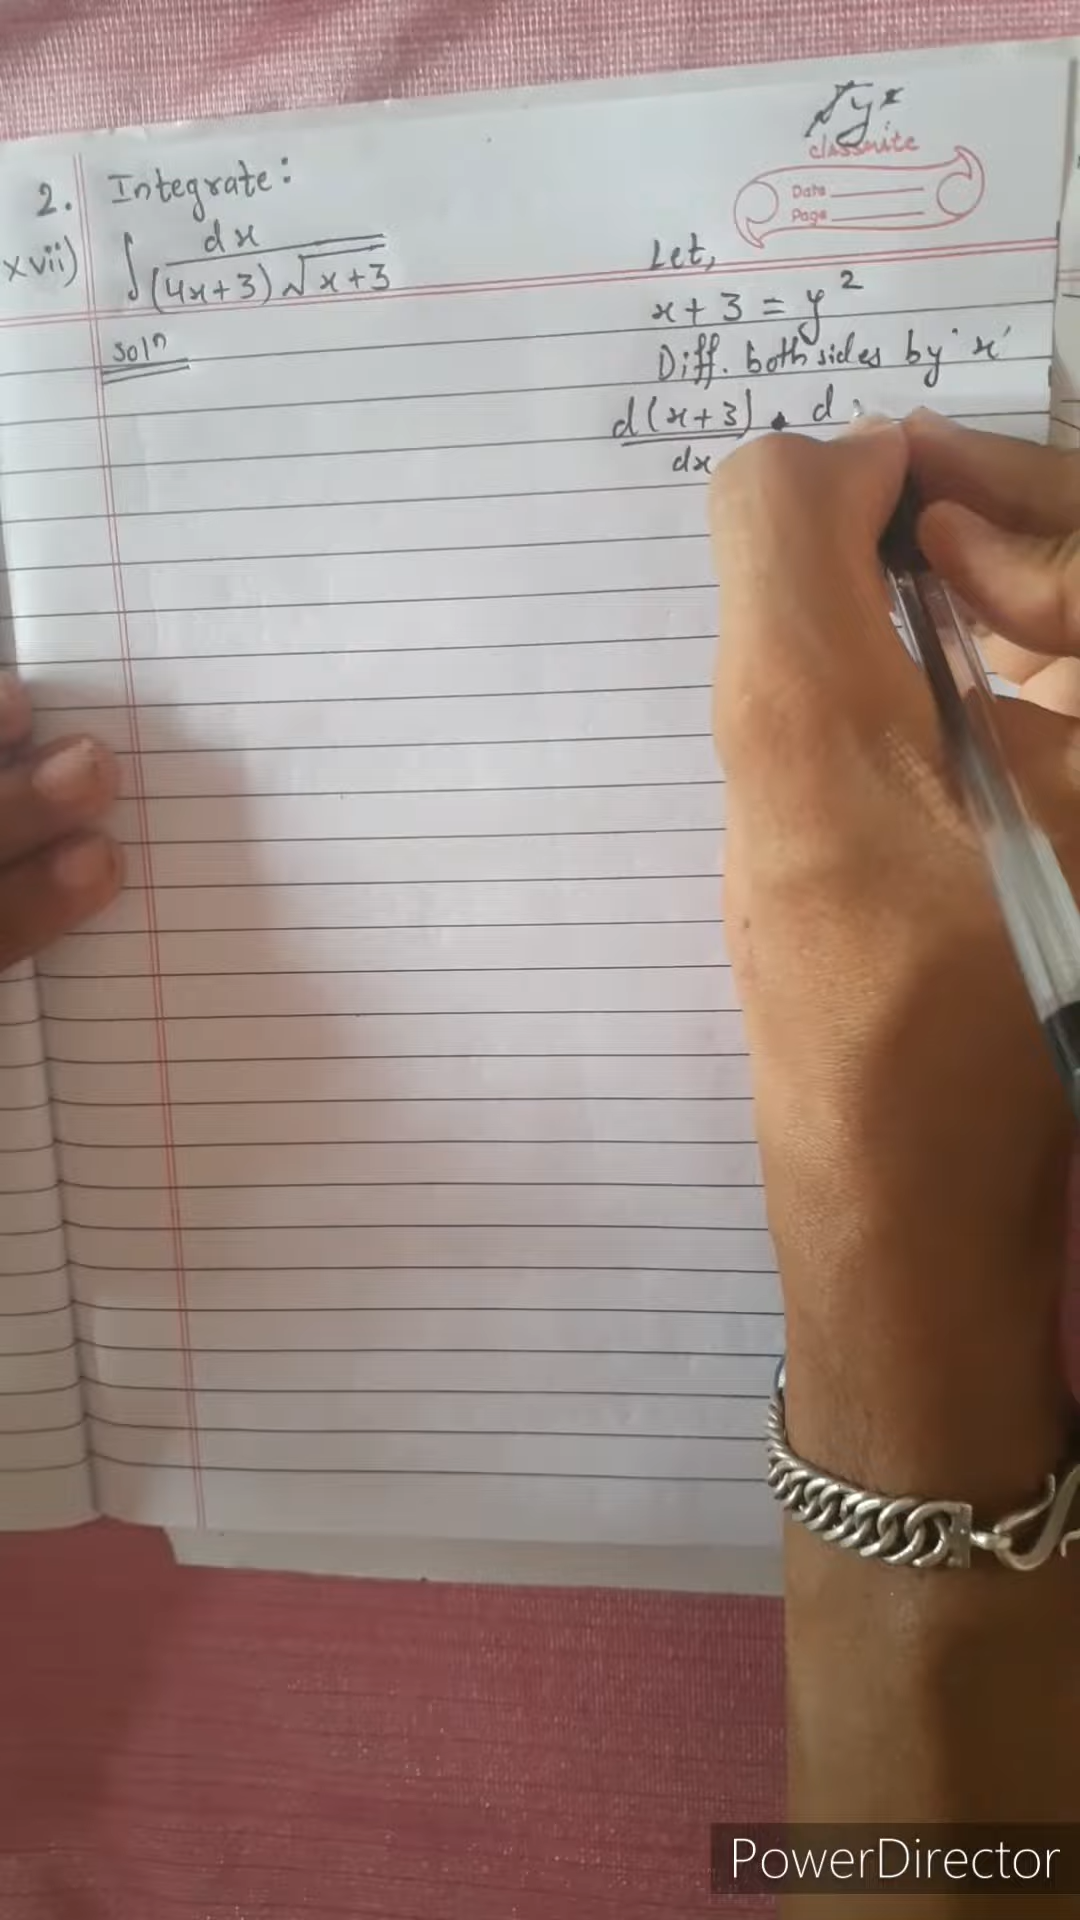 √y²
classmate
Date
Page
2. Integrate:
xvii) ∫ dx / (4x+3) √x+3
Let,
x + 3 = y²
Soln
Diff. both sides by 'x'
d(x+3) / dx . d
PowerDirector